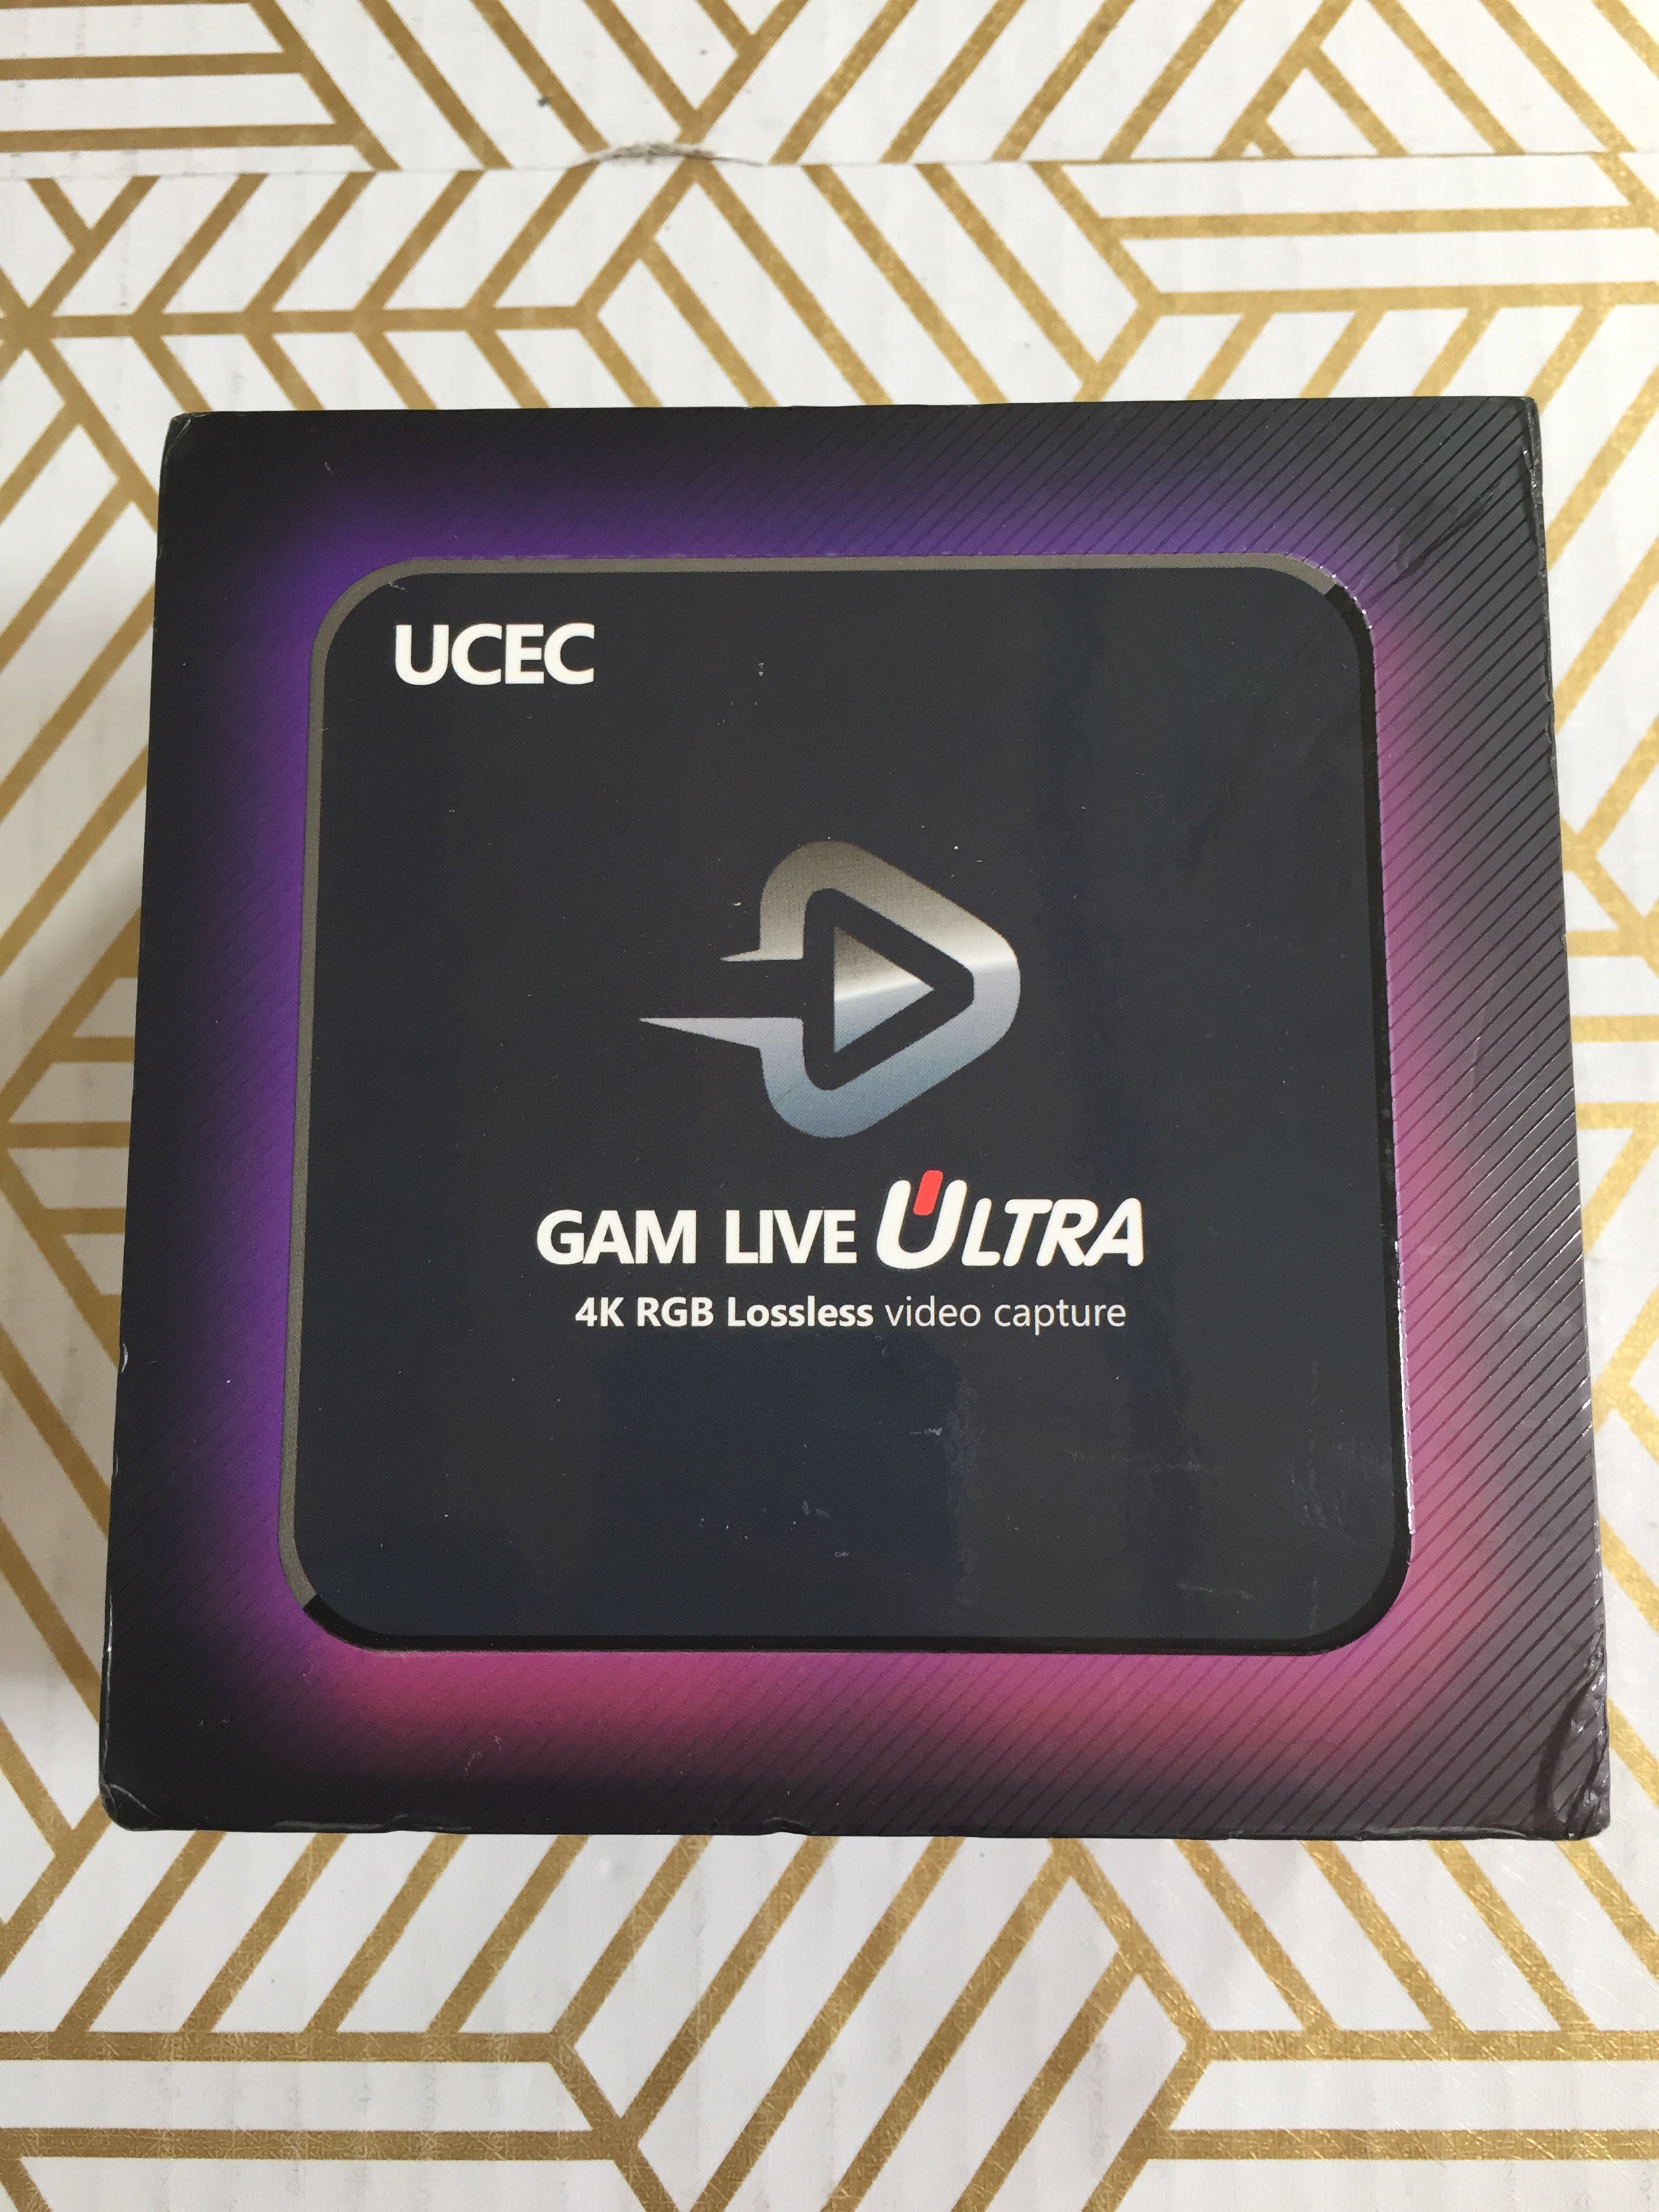 UCEC
GAM LIVE ULTRA
4K RGB Lossless video capture